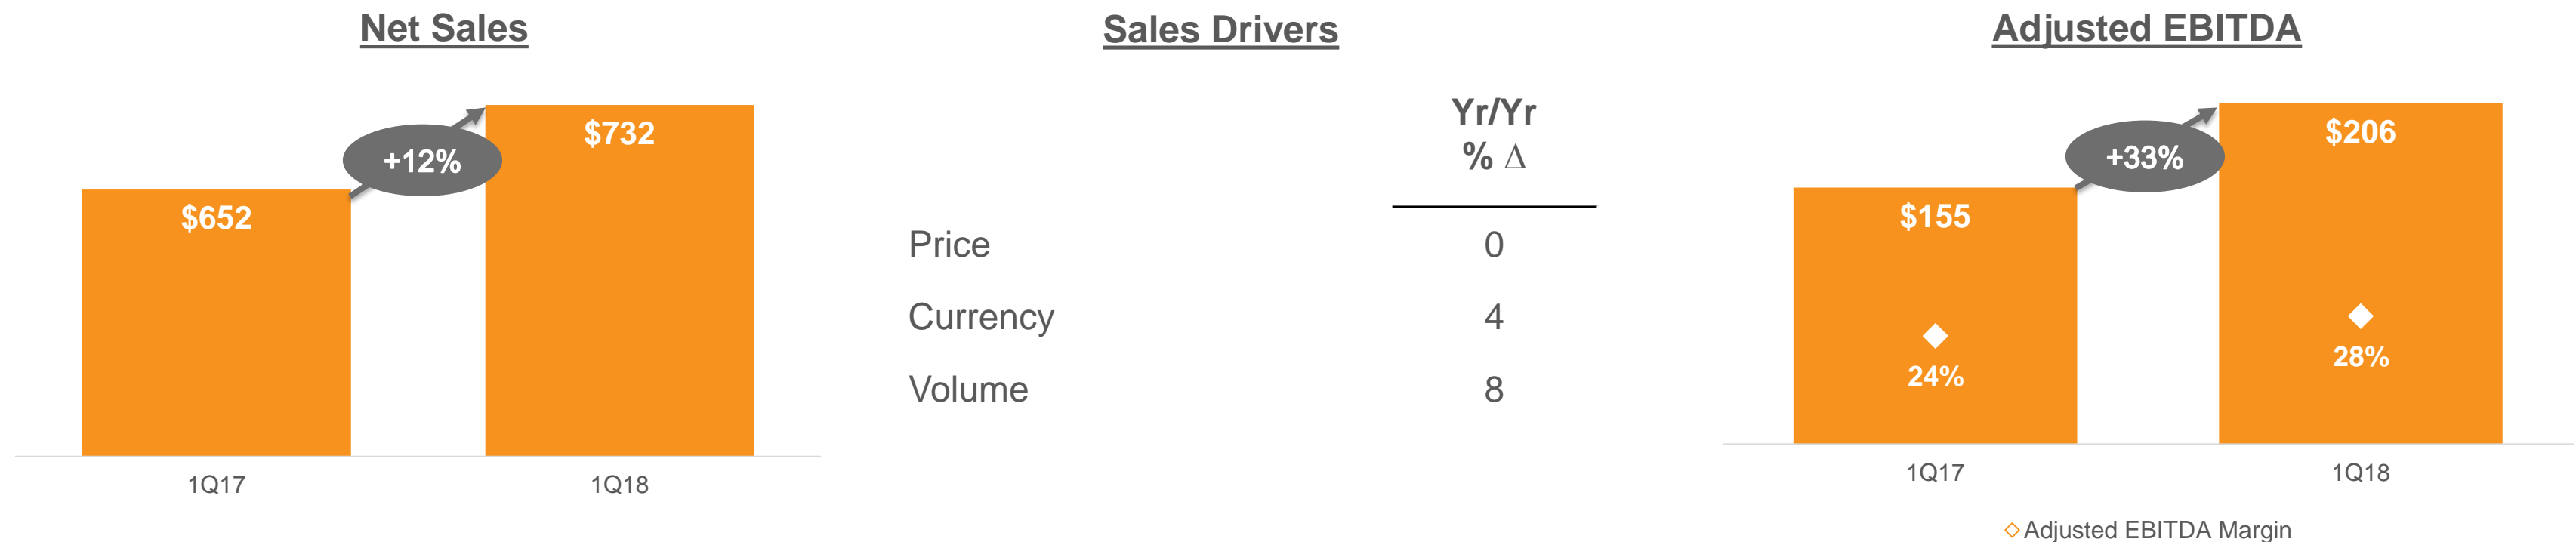 Net Sales
$652
+12%
$732
1Q17
1Q18
Sales Drivers
Yr/Yr
% Δ
Price 0
Currency 4
Volume 8
Adjusted EBITDA
$155
+33%
$206
24%
28%
1Q17
1Q18
Adjusted EBITDA Margin